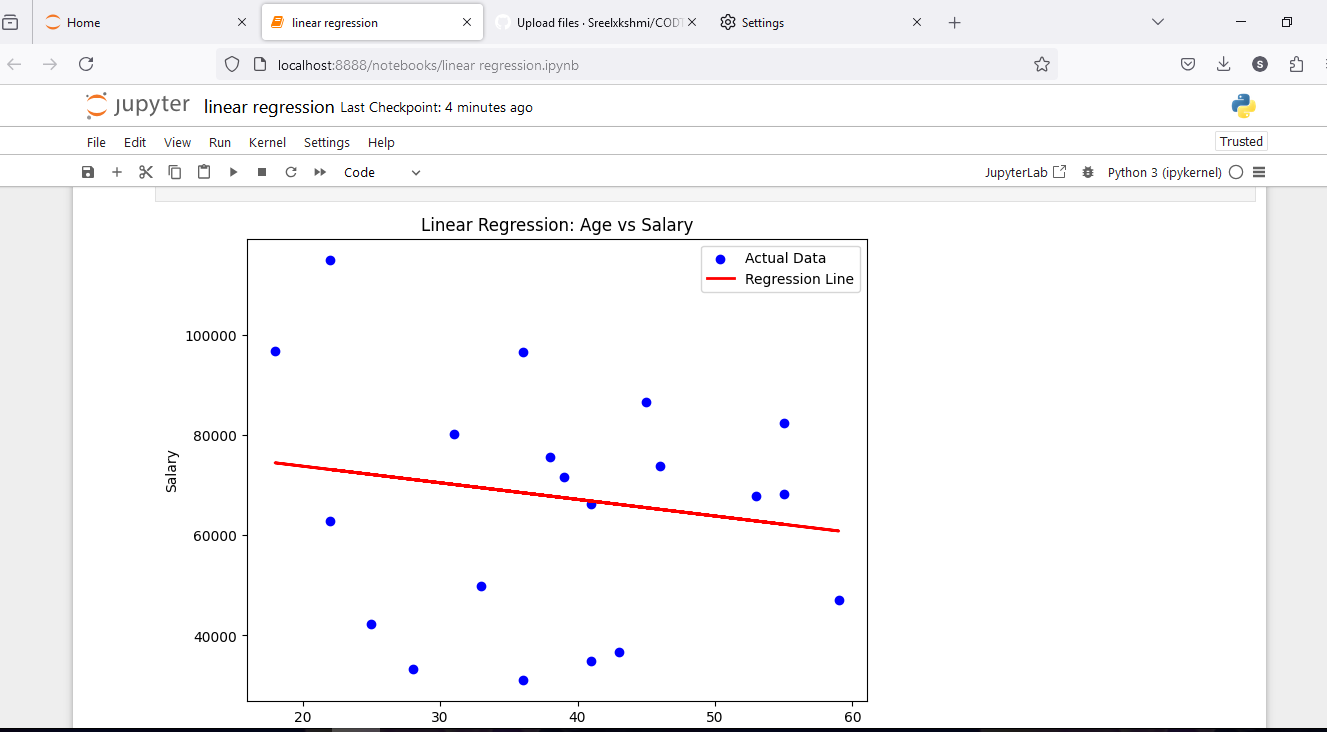 Home
linear regression
Upload files · Sreelxkshmi/COD
Settings
localhost:8888/notebooks/linear regression.ipynb
S
jupyter linear regression Last Checkpoint: 4 minutes ago
File Edit View Run Kernel Settings Help
Trusted
Code
JupyterLab
Python 3 (ipykernel)
Linear Regression: Age vs Salary
Actual Data
Regression Line
100000
80000
60000
40000
Salary
20 30 40 50 60